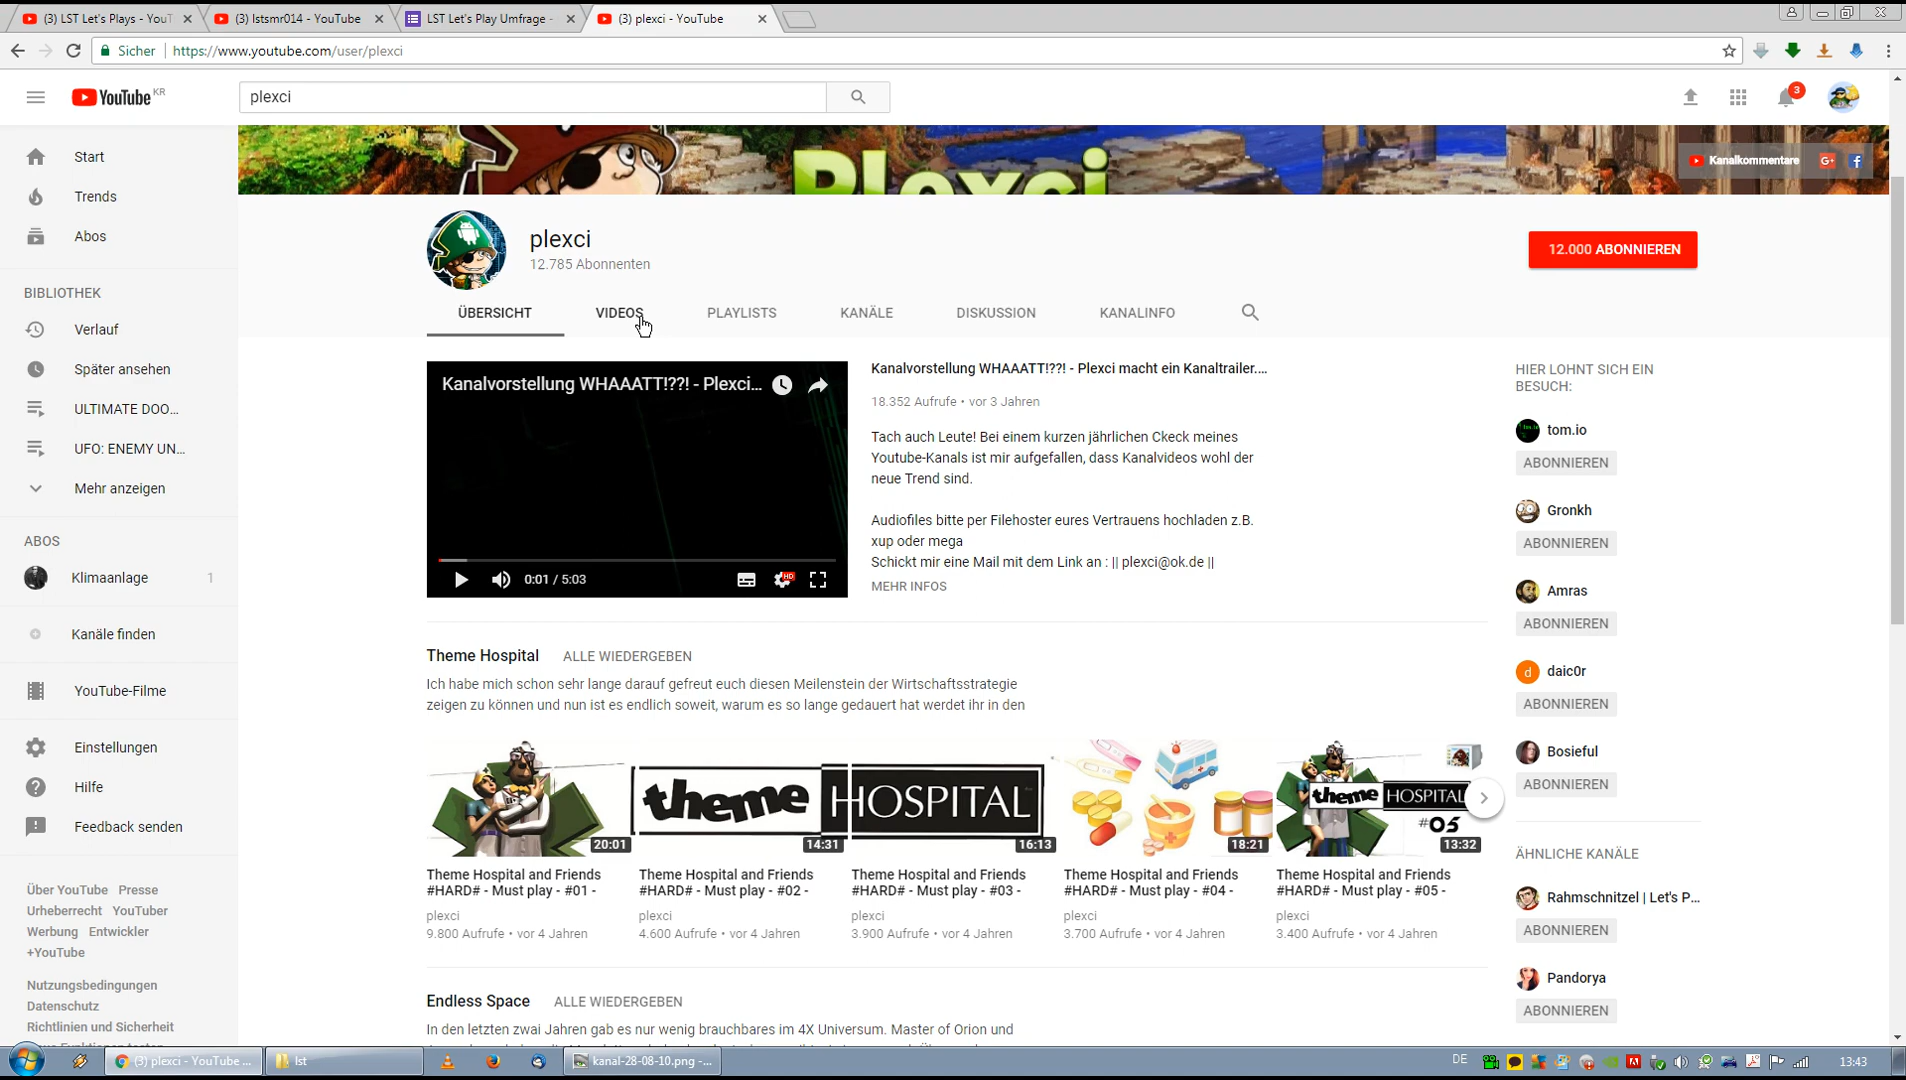 (3) LST Let's Plays - YouT
(3) lstsmr014 - YouTube
LST Let's Play Umfrage -
(3) plexci - YouTube
Sicher
https://www.youtube.com/user/plexci
YouTube KR
plexci
3
Start
Trends
Abos
BIBLIOTHEK
Verlauf
Später ansehen
ULTIMATE DOO...
UFO: ENEMY UN...
Mehr anzeigen
ABOS
Klimaanlage 1
Kanäle finden
YouTube-Filme
Einstellungen
Hilfe
Feedback senden
Über YouTube Presse
Urheberrecht YouTuber
Werbung Entwickler
+YouTube
Nutzungsbedingungen
Datenschutz
Richtlinien und Sicherheit
Plexci
Kanalkommentare
plexci
12.785 Abonnenten
12.000 ABONNIEREN
ÜBERSICHT
VIDEOS
PLAYLISTS
KANÄLE
DISKUSSION
KANALINFO
Kanalvorstellung WHAAATT!??! - Plexci...
0:01 / 5:03
HD
Kanalvorstellung WHAAATT!??! - Plexci macht ein Kanaltrailer....
18.352 Aufrufe • vor 3 Jahren
Tach auch Leute! Bei einem kurzen jährlichen Ckeck meines
Youtube-Kanals ist mir aufgefallen, dass Kanalvideos wohl der
neue Trend sind.
Audiofiles bitte per Filehoster eures Vertrauens hochladen z.B.
xup oder mega
Schickt mir eine Mail mit dem Link an : || plexci@ok.de ||
MEHR INFOS
Theme Hospital
ALLE WIEDERGEBEN
Ich habe mich schon sehr lange darauf gefreut euch diesen Meilenstein der Wirtschaftsstrategie
zeigen zu können und nun ist es endlich soweit, warum es so lange gedauert hat werdet ihr in den
20:01
theme
14:31
HOSPITAL
16:13
18:21
theme HOSPITAL
#05
13:32
Theme Hospital and Friends
#HARD# - Must play - #01 -
plexci
9.800 Aufrufe • vor 4 Jahren
Theme Hospital and Friends
#HARD# - Must play - #02 -
plexci
4.600 Aufrufe • vor 4 Jahren
Theme Hospital and Friends
#HARD# - Must play - #03 -
plexci
3.900 Aufrufe • vor 4 Jahren
Theme Hospital and Friends
#HARD# - Must play - #04 -
plexci
3.700 Aufrufe • vor 4 Jahren
Theme Hospital and Friends
#HARD# - Must play - #05 -
plexci
3.400 Aufrufe • vor 4 Jahren
Endless Space
ALLE WIEDERGEBEN
In den letzten zwei Jahren gab es nur wenig brauchbares im 4X Universum. Master of Orion und
HIER LOHNT SICH EIN
BESUCH:
tom.io
ABONNIEREN
Gronkh
ABONNIEREN
Amras
ABONNIEREN
d
daic0r
ABONNIEREN
Bosieful
ABONNIEREN
ÄHNLICHE KANÄLE
Rahmschnitzel | Let's P...
ABONNIEREN
Pandorya
ABONNIEREN
(3) plexci - YouTube ...
lst
kanal-28-08-10.png -...
DE
13:43